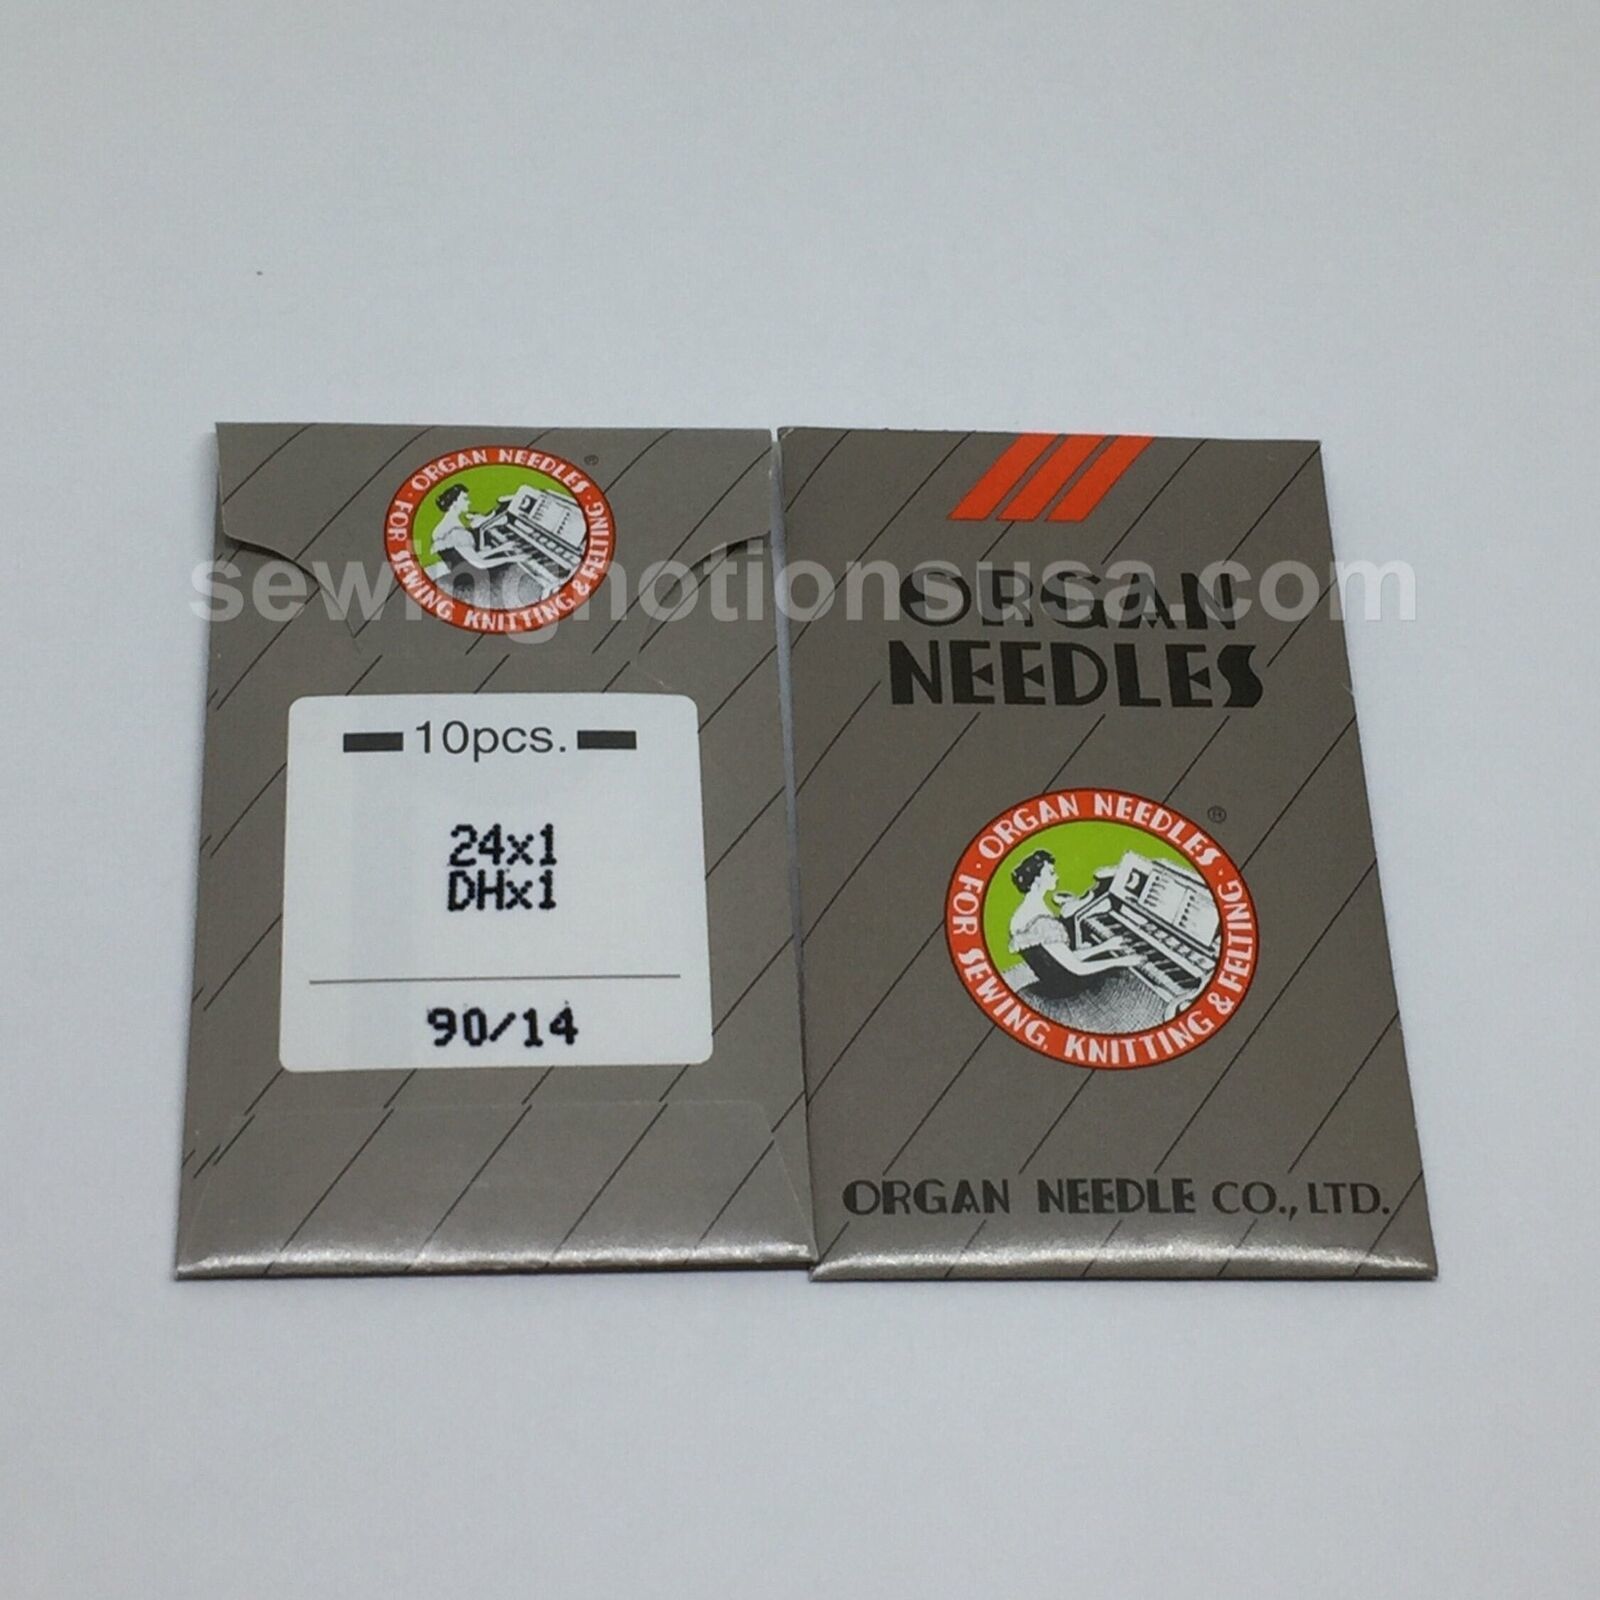 ORGAN NEEDLES ®
FOR SEWING, KNITTING & FELTING
10pcs.
24x1
DHx1
90/14
ORGAN
NEEDLES
ORGAN NEEDLES ®
FOR SEWING, KNITTING & FELTING
ORGAN NEEDLE CO., LTD.
sewingnotionsusa.com